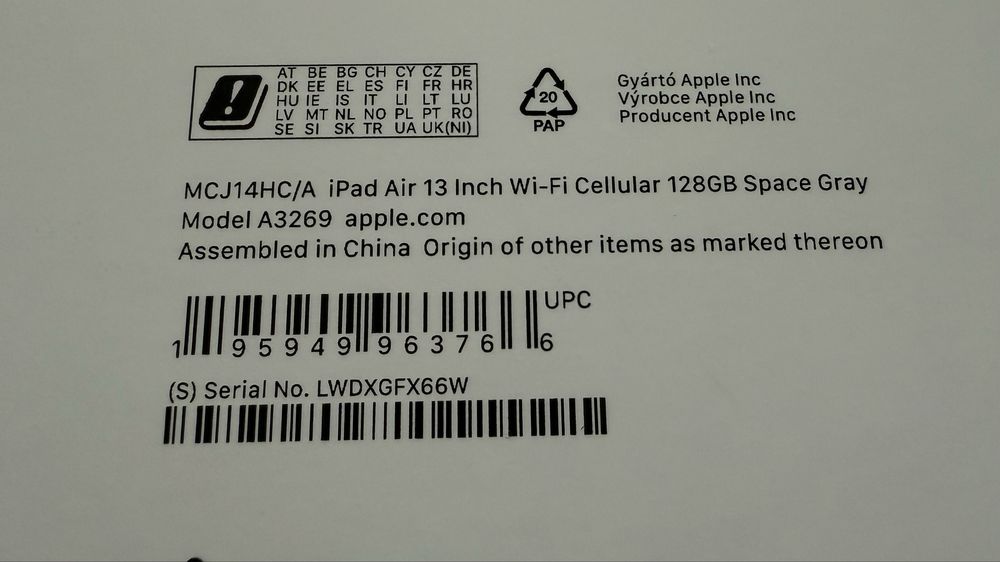 AT BE BG CH CY CZ DE
DK EE EL ES FI FR HR
HU IE IS IT LI LT LU
LV MT NL NO PL PT RO
SE SI SK TR UA UK(NI)
20
PAP
Gyártó Apple Inc
Výrobce Apple Inc
Producent Apple Inc
MCJ14HC/A iPad Air 13 Inch Wi-Fi Cellular 128GB Space Gray
Model A3269 apple.com
Assembled in China Origin of other items as marked thereon
UPC
1 95949 96376 6
(S) Serial No. LWDXGFX66W